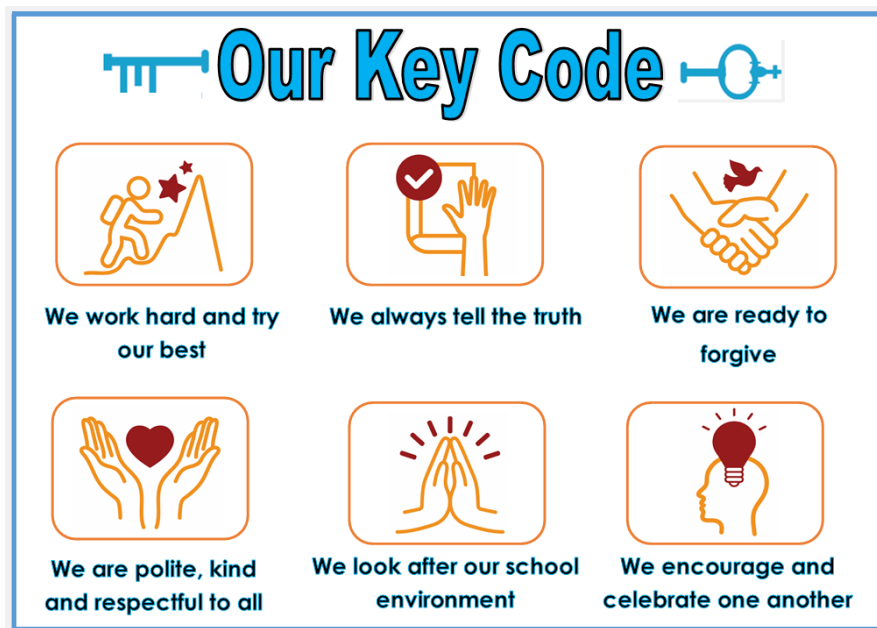 Our Key Code
We work hard and try
our best
We always tell the truth
We are ready to
forgive
We are polite, kind
and respectful to all
We look after our school
environment
We encourage and
celebrate one another